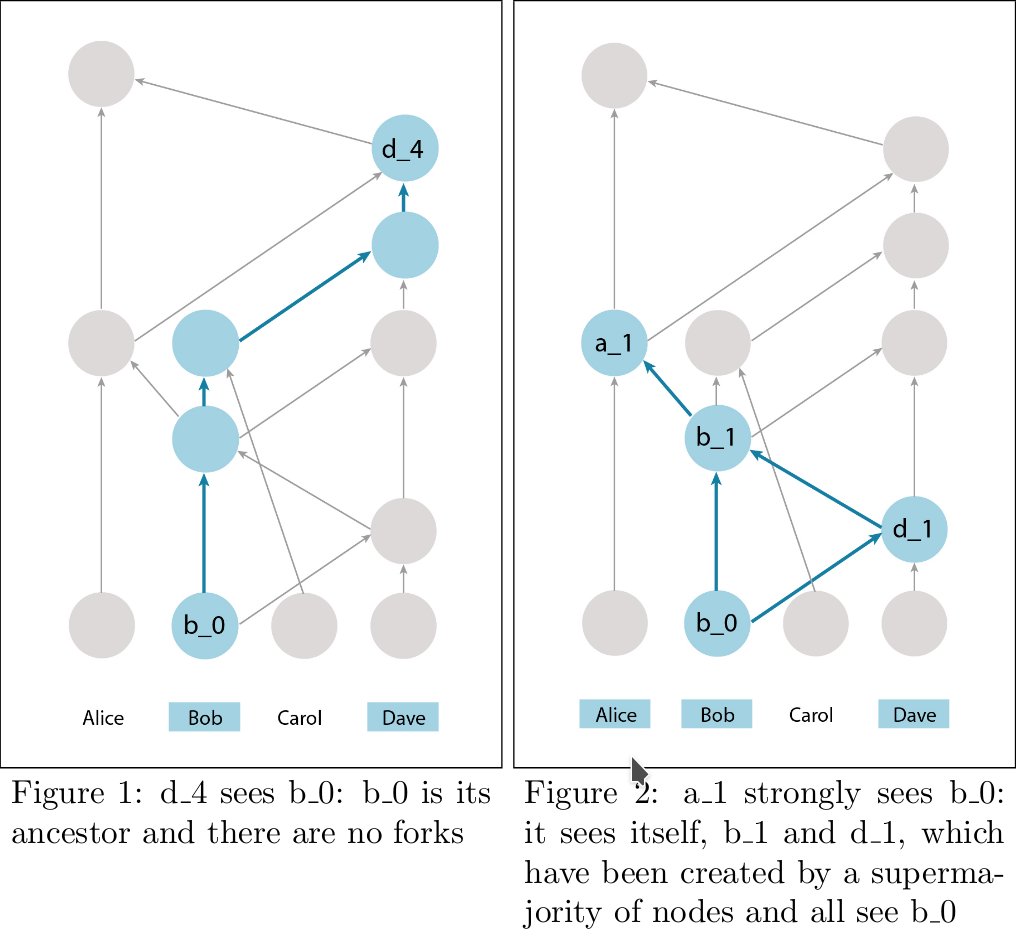 d_4
b_0
Alice Bob Carol Dave
Figure 1: d_4 sees b_0: b_0 is its
ancestor and there are no forks
a_1
b_1
d_1
b_0
Alice Bob Carol Dave
Figure 2: a_1 strongly sees b_0:
it sees itself, b_1 and d_1, which
have been created by a superma-
jority of nodes and all see b_0